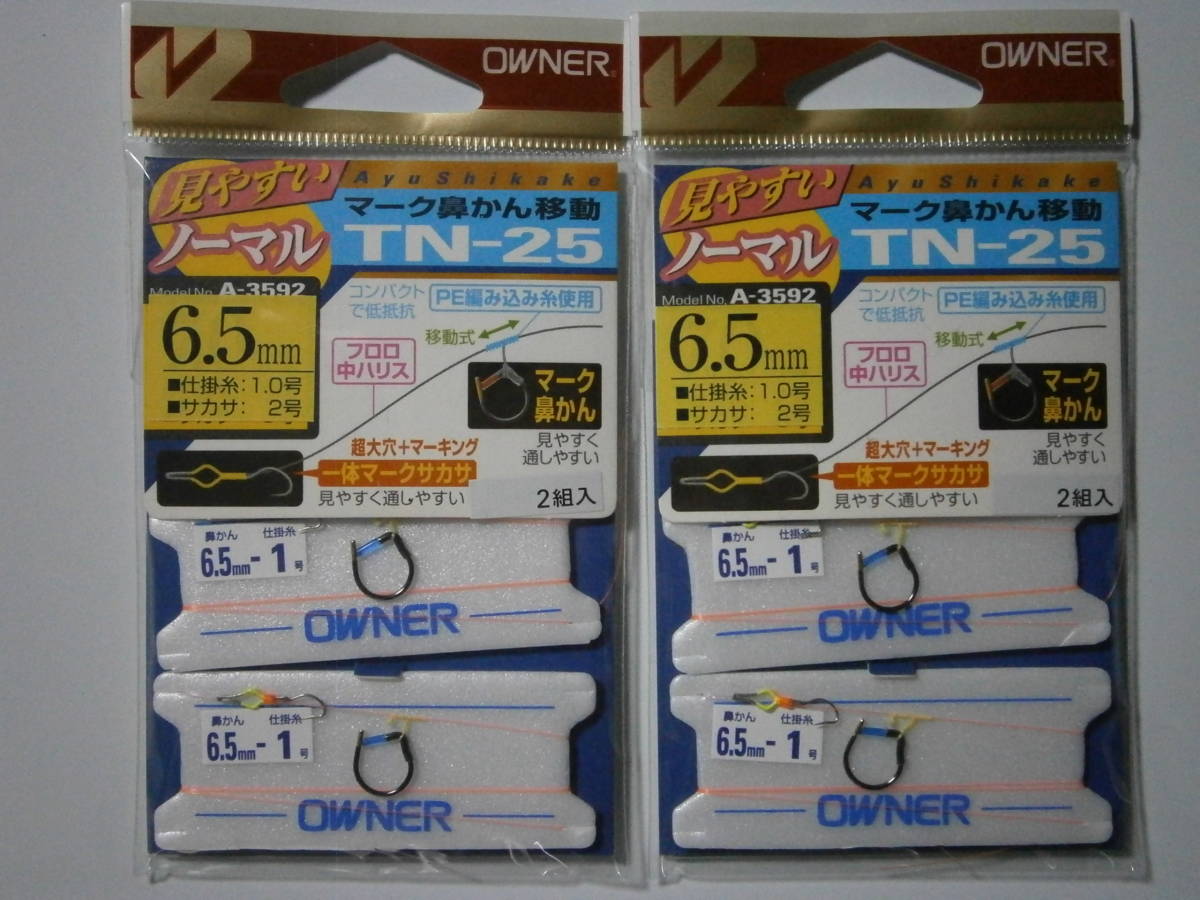 OWNER
見やすい
ノーマル
AyuShikake
マーク鼻かん移動
TN-25
Model No. A-3592
6.5mm
■仕掛糸：1.0号
■サカサ： 2号
コンパクト
で低抵抗
PE編み込み糸使用
移動式
フロロ
中ハリス
マーク
鼻かん
見やすく
通しやすい
超大穴+マーキング
一体マークサカサ
見やすく通しやすい
2組入
鼻かん 仕掛糸
6.5mm-1号
OWNER
鼻かん 仕掛糸
6.5mm-1号
OWNER
OWNER
見やすい
ノーマル
AyuShikake
マーク鼻かん移動
TN-25
Model No. A-3592
6.5mm
■仕掛糸：1.0号
■サカサ： 2号
コンパクト
で低抵抗
PE編み込み糸使用
移動式
フロロ
中ハリス
マーク
鼻かん
見やすく
通しやすい
超大穴+マーキング
一体マークサカサ
見やすく通しやすい
2組入
鼻かん 仕掛糸
6.5mm-1号
OWNER
鼻かん 仕掛糸
6.5mm-1号
OWNER